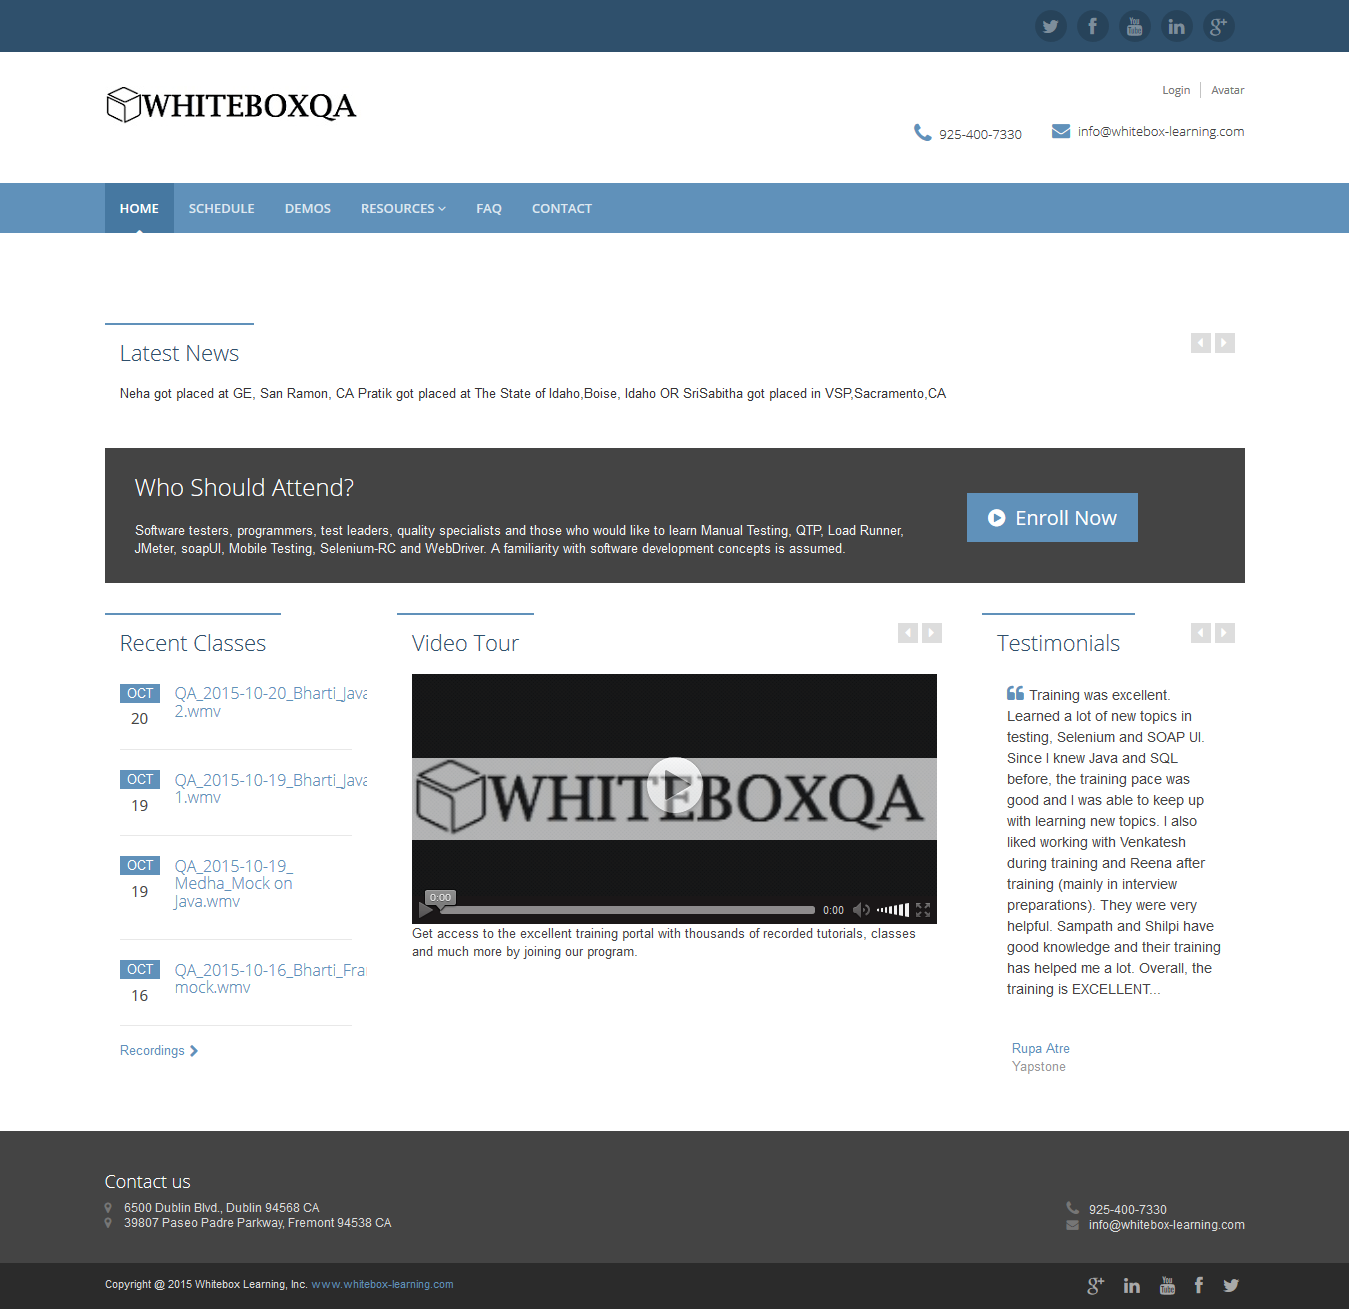 WHITEBOXQA
Login
Avatar
925-400-7330
info@whitebox-learning.com
HOME
SCHEDULE
DEMOS
RESOURCES
FAQ
CONTACT
Latest News
Neha got placed at GE, San Ramon, CA Pratik got placed at The State of Idaho,Boise, Idaho OR SriSabitha got placed in VSP,Sacramento,CA
Who Should Attend?
Software testers, programmers, test leaders, quality specialists and those who would like to learn Manual Testing, QTP, Load Runner,
JMeter, soapUI, Mobile Testing, Selenium-RC and WebDriver. A familiarity with software development concepts is assumed.
Enroll Now
Recent Classes
OCT
20
QA_2015-10-20_Bharti_Java
2.wmv
OCT
19
QA_2015-10-19_Bharti_Java
1.wmv
OCT
19
QA_2015-10-19_
Medha_Mock on
Java.wmv
OCT
16
QA_2015-10-16_Bharti_Fra
mock.wmv
Recordings
Video Tour
WHITEBOXQA
0:00
0:00
Get access to the excellent training portal with thousands of recorded tutorials, classes
and much more by joining our program.
Testimonials
Training was excellent.
Learned a lot of new topics in
testing, Selenium and SOAP UI.
Since I knew Java and SQL
before, the training pace was
good and I was able to keep up
with learning new topics. I also
liked working with Venkatesh
during training and Reena after
training (mainly in interview
preparations). They were very
helpful. Sampath and Shilpi have
good knowledge and their training
has helped me a lot. Overall, the
training is EXCELLENT...
Rupa Atre
Yapstone
Contact us
6500 Dublin Blvd., Dublin 94568 CA
39807 Paseo Padre Parkway, Fremont 94538 CA
925-400-7330
info@whitebox-learning.com
Copyright @ 2015 Whitebox Learning, Inc. www.whitebox-learning.com